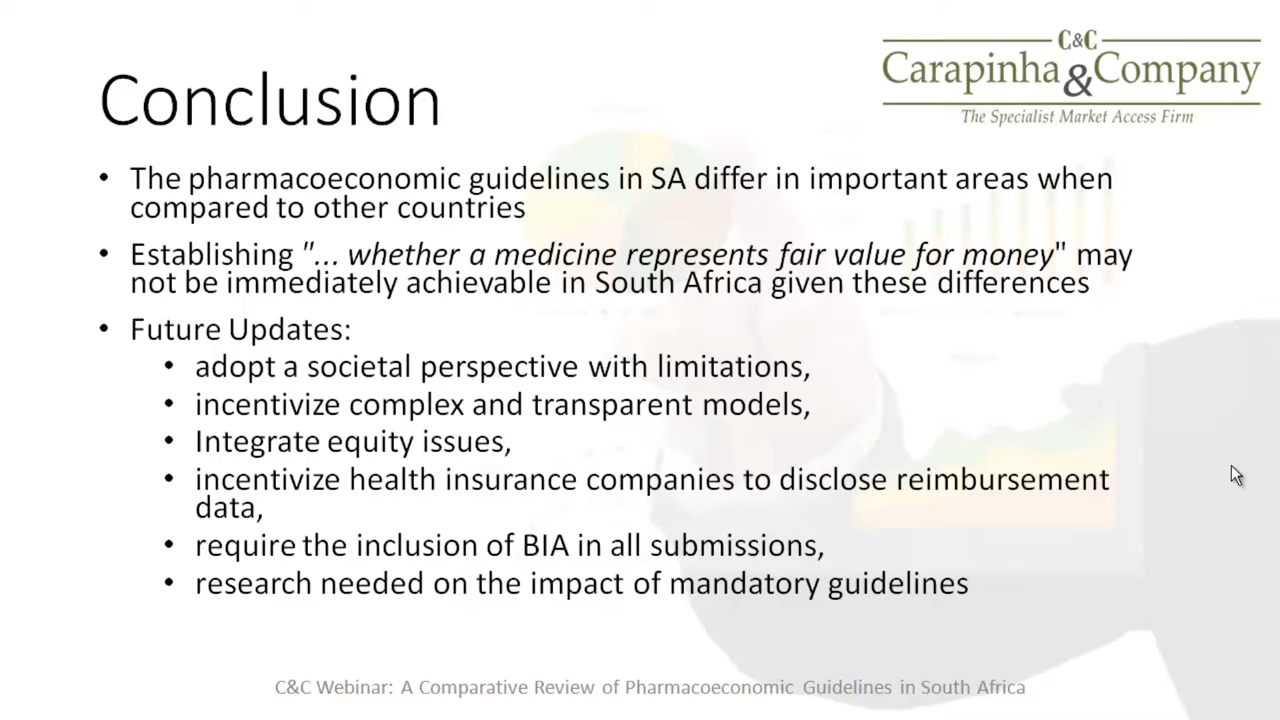 C&C
Carapinha & Company
The Specialist Market Access Firm
Conclusion
• The pharmacoeconomic guidelines in SA differ in important areas when
compared to other countries
• Establishing "... whether a medicine represents fair value for money" may
not be immediately achievable in South Africa given these differences
• Future Updates:
• adopt a societal perspective with limitations,
• incentivize complex and transparent models,
• Integrate equity issues,
• incentivize health insurance companies to disclose reimbursement
data,
• require the inclusion of BIA in all submissions,
• research needed on the impact of mandatory guidelines
C&C Webinar: A Comparative Review of Pharmacoeconomic Guidelines in South Africa